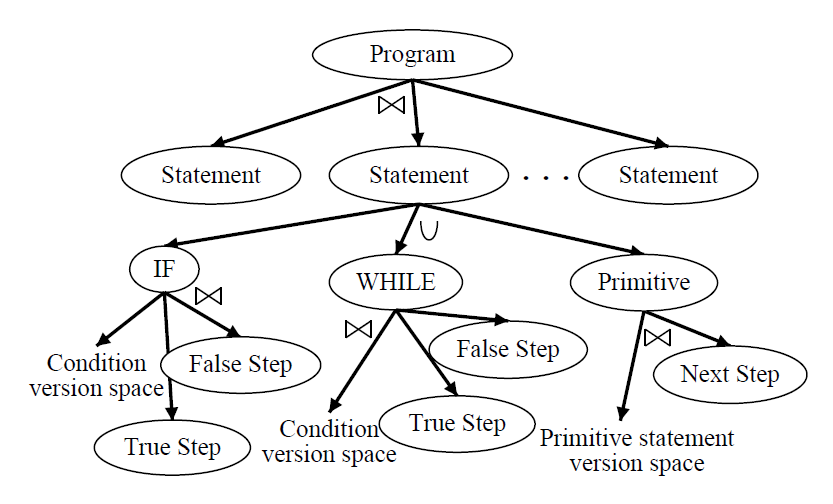 Program
⋈
Statement
Statement
. . .
Statement
∪
IF
WHILE
Primitive
⋈
⋈
⋈
Condition
version space
False Step
False Step
Next Step
True Step
Condition
version space
True Step
Primitive statement
version space